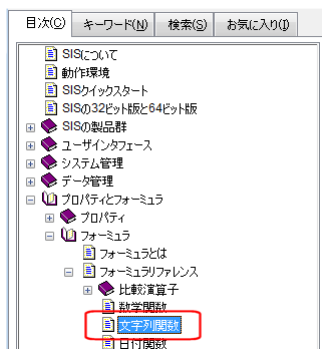 目次(C) キーワード(N) 検索(S) お気に入り(I)
SISについて
動作環境
SISクイックスタート
SISの32ビット版と64ビット版
SISの製品群
ユーザインタフェース
システム管理
データ管理
プロパティとフォーミュラ
プロパティ
フォーミュラ
フォーミュラとは
フォーミュラリファレンス
比較演算子
数学関数
文字列関数
日付関数